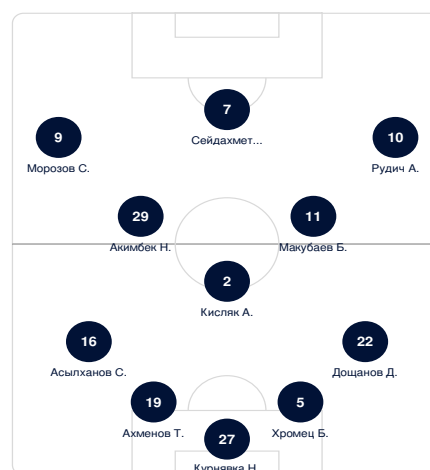 7
Сейдахмет...
9
Морозов С.
10
Рудич А.
29
Акимбек Н.
11
Макубаев Б.
2
Кисляк А.
16
Асылханов С.
22
Дощанов Д.
19
Ахменов Т.
5
Хромец Б.
27
Курнявка Н.